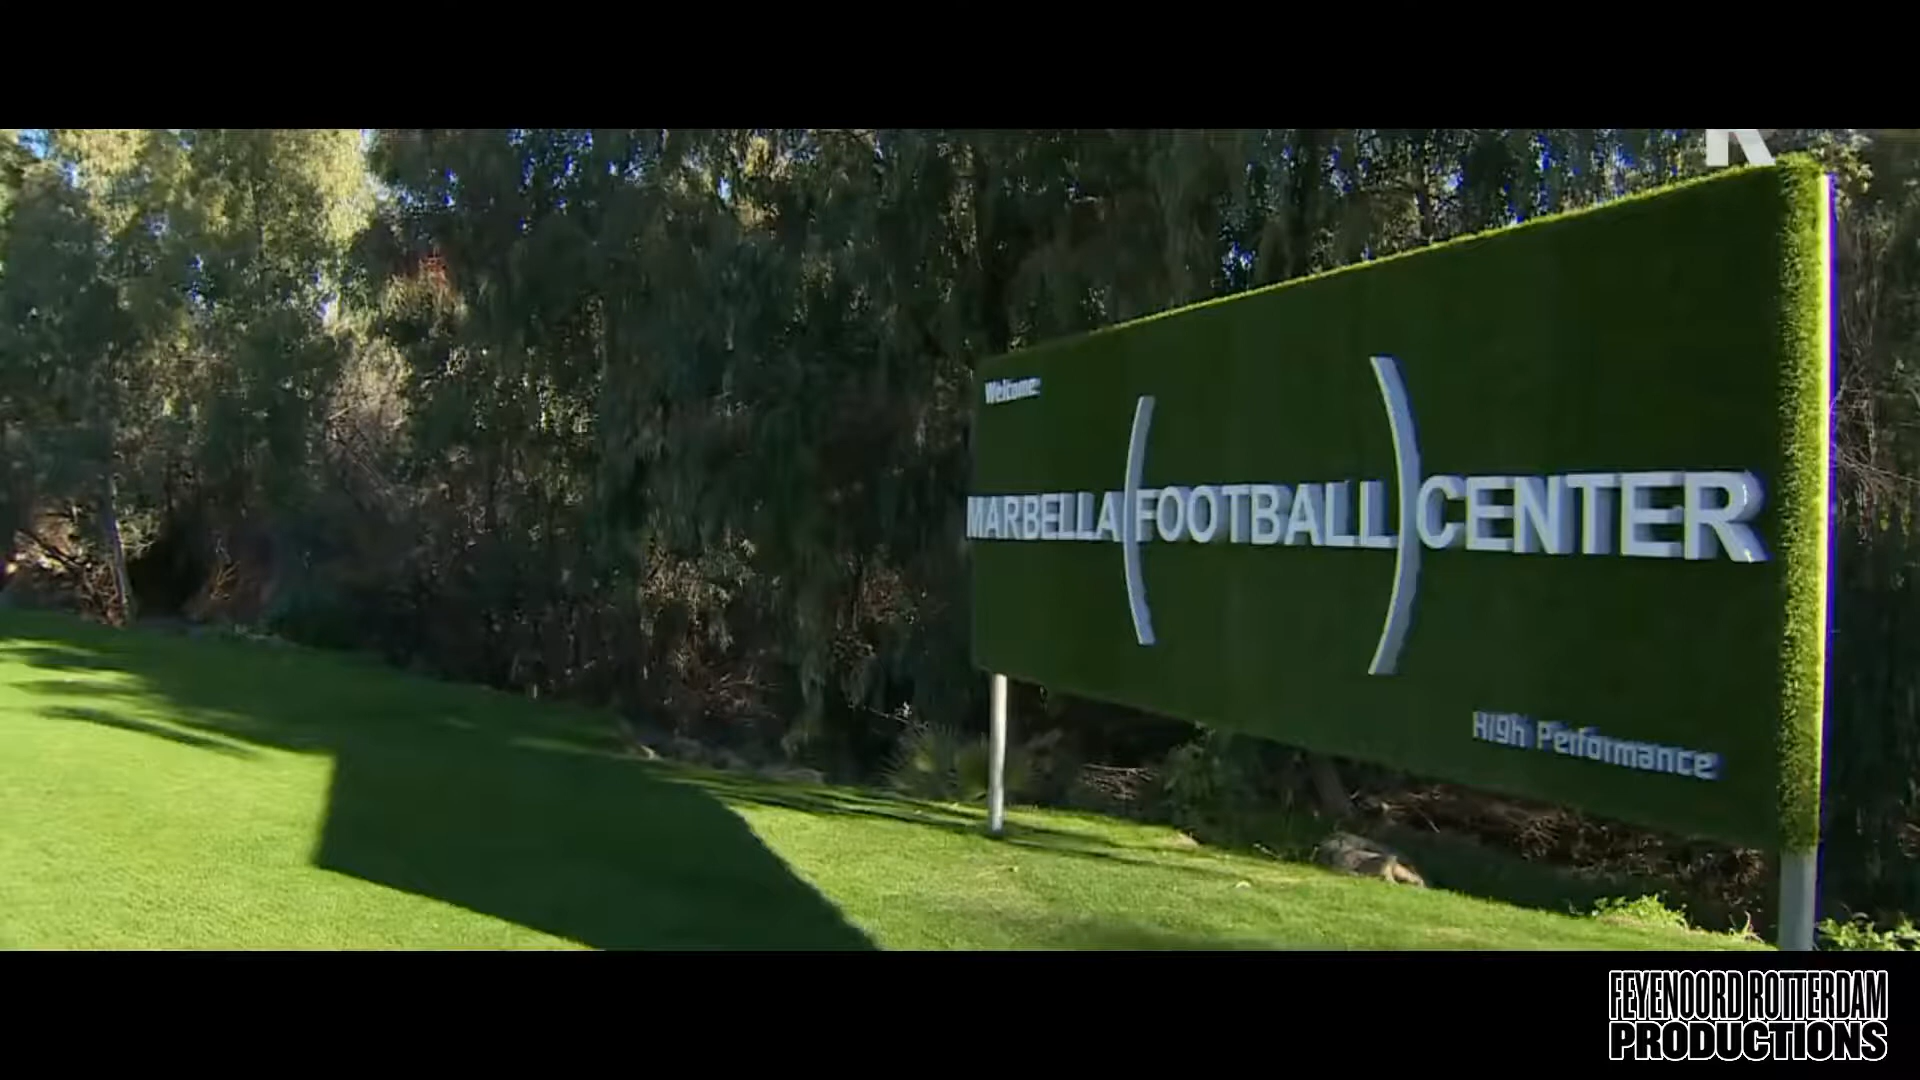 Welcome
MARBELLA (FOOTBALL) CENTER
High Performance
FEYENOORD ROTTERDAM
PRODUCTIONS